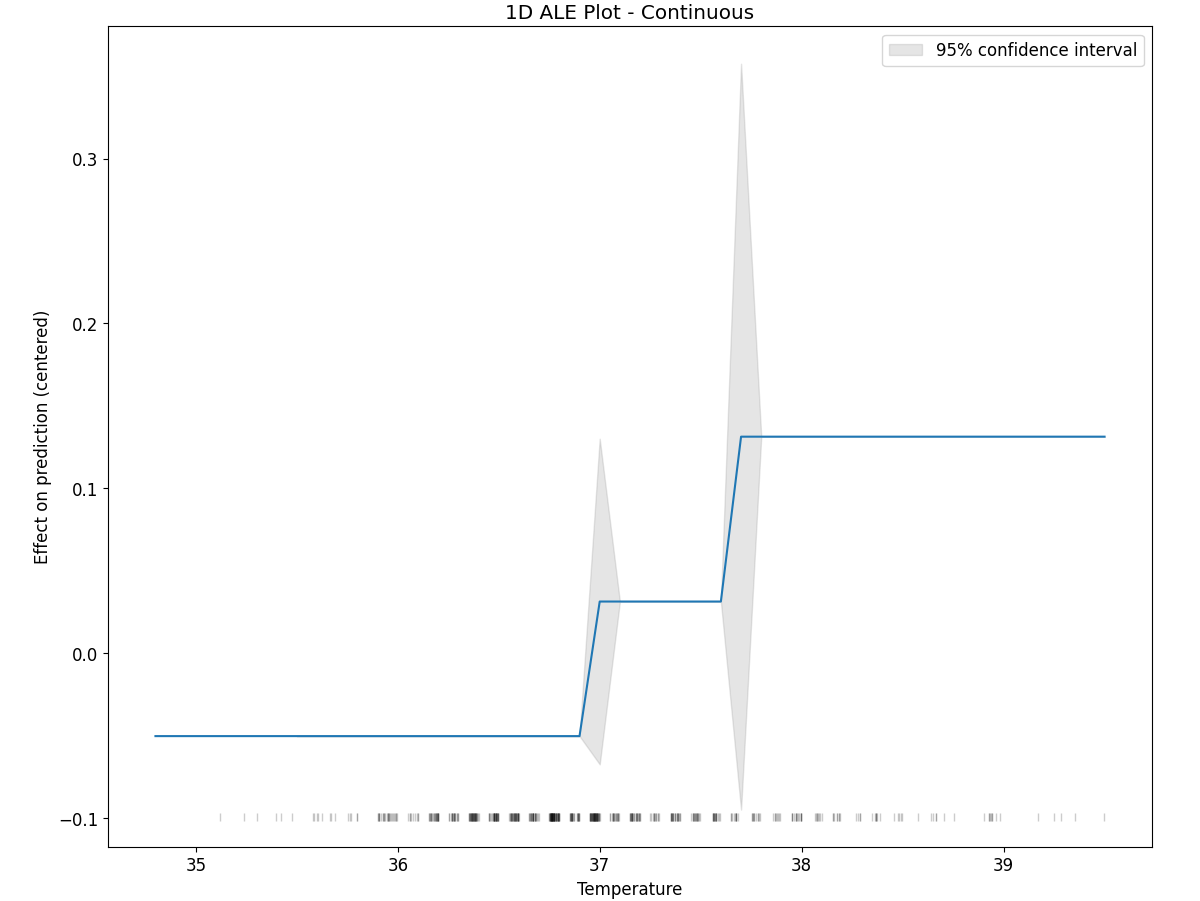 1D ALE Plot - Continuous
95% confidence interval
Effect on prediction (centered)
0.3
0.2
0.1
0.0
−0.1
35 36 37 38 39
Temperature